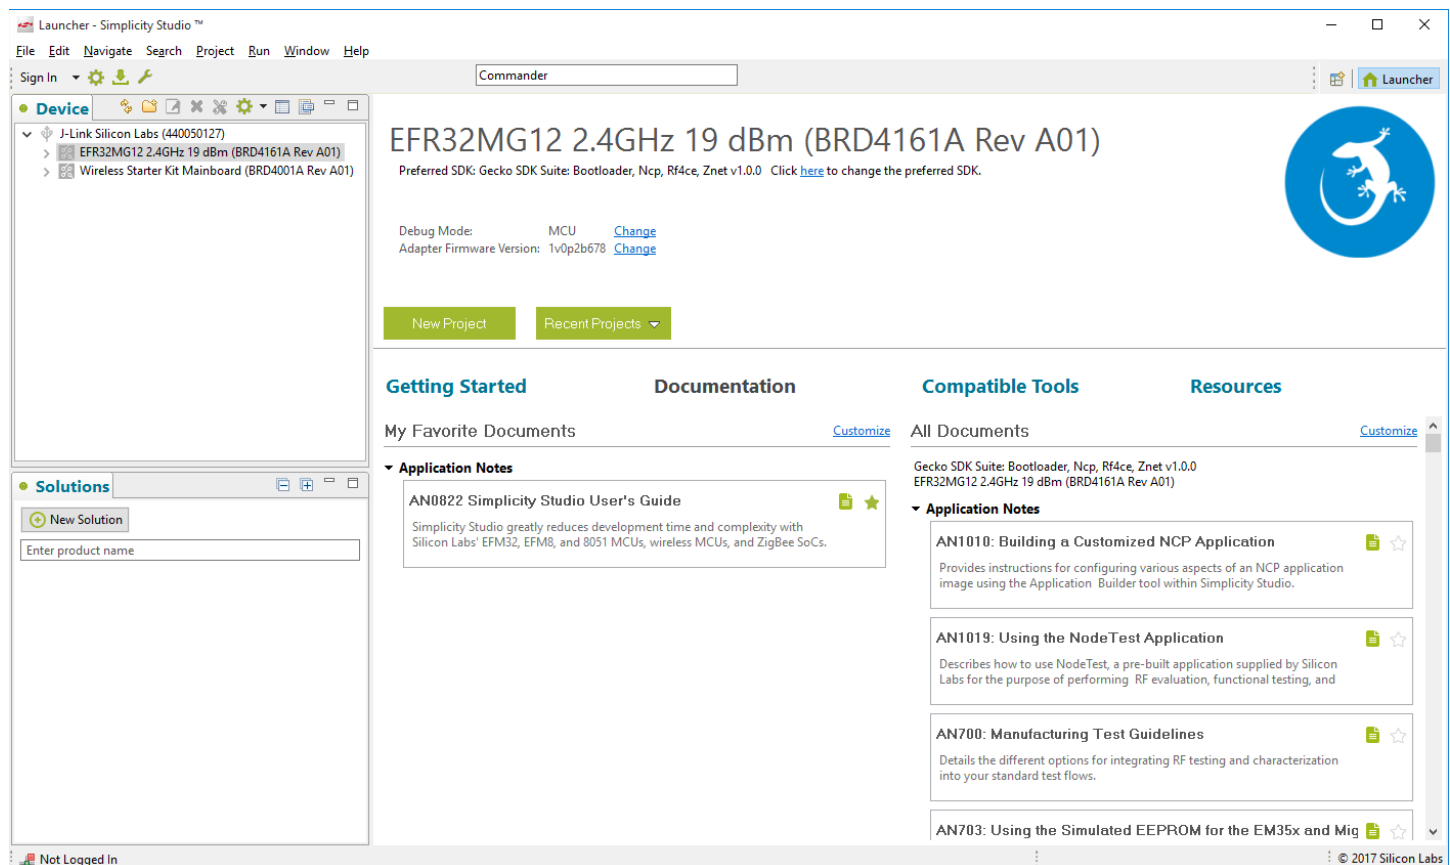 Launcher - Simplicity Studio ™
File Edit Navigate Search Project Run Window Help
Sign In
Commander
Launcher
Device
J-Link Silicon Labs (440050127)
EFR32MG12 2.4GHz 19 dBm (BRD4161A Rev A01)
Wireless Starter Kit Mainboard (BRD4001A Rev A01)
EFR32MG12 2.4GHz 19 dBm (BRD4161A Rev A01)
Preferred SDK: Gecko SDK Suite: Bootloader, Ncp, Rf4ce, Znet v1.0.0 Click here to change the preferred SDK.
Debug Mode: MCU Change
Adapter Firmware Version: 1v0p2b678 Change
New Project
Recent Projects
Getting Started
Documentation
Compatible Tools
Resources
My Favorite Documents
Customize
Application Notes
AN0822 Simplicity Studio User's Guide
Simplicity Studio greatly reduces development time and complexity with
Silicon Labs' EFM32, EFM8, and 8051 MCUs, wireless MCUs, and ZigBee SoCs.
All Documents
Customize
Gecko SDK Suite: Bootloader, Ncp, Rf4ce, Znet v1.0.0
EFR32MG12 2.4GHz 19 dBm (BRD4161A Rev A01)
Application Notes
AN1010: Building a Customized NCP Application
Provides instructions for configuring various aspects of an NCP application
image using the Application Builder tool within Simplicity Studio.
AN1019: Using the NodeTest Application
Describes how to use NodeTest, a pre-built application supplied by Silicon
Labs for the purpose of performing RF evaluation, functional testing, and
AN700: Manufacturing Test Guidelines
Details the different options for integrating RF testing and characterization
into your standard test flows.
AN703: Using the Simulated EEPROM for the EM35x and Mig
Solutions
New Solution
Enter product name
Not Logged In
© 2017 Silicon Labs